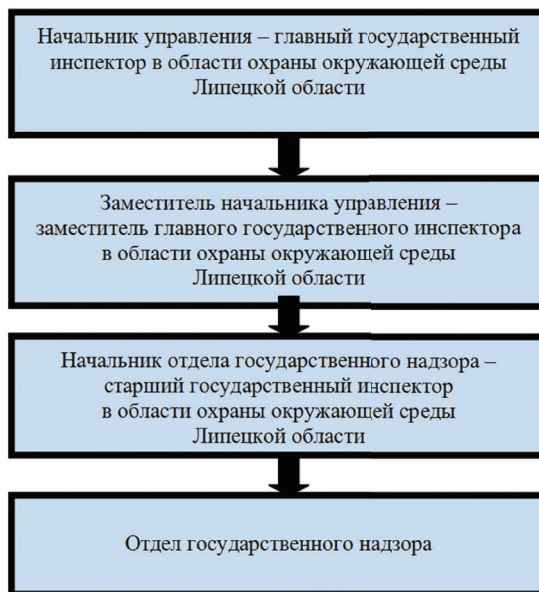 Начальник управления – главный государственный
инспектор в области охраны окружающей среды
Липецкой области
Заместитель начальника управления –
заместитель главного государственного инспектора
в области охраны окружающей среды
Липецкой области
Начальник отдела государственного надзора –
старший государственный инспектор
в области охраны окружающей среды
Липецкой области
Отдел государственного надзора